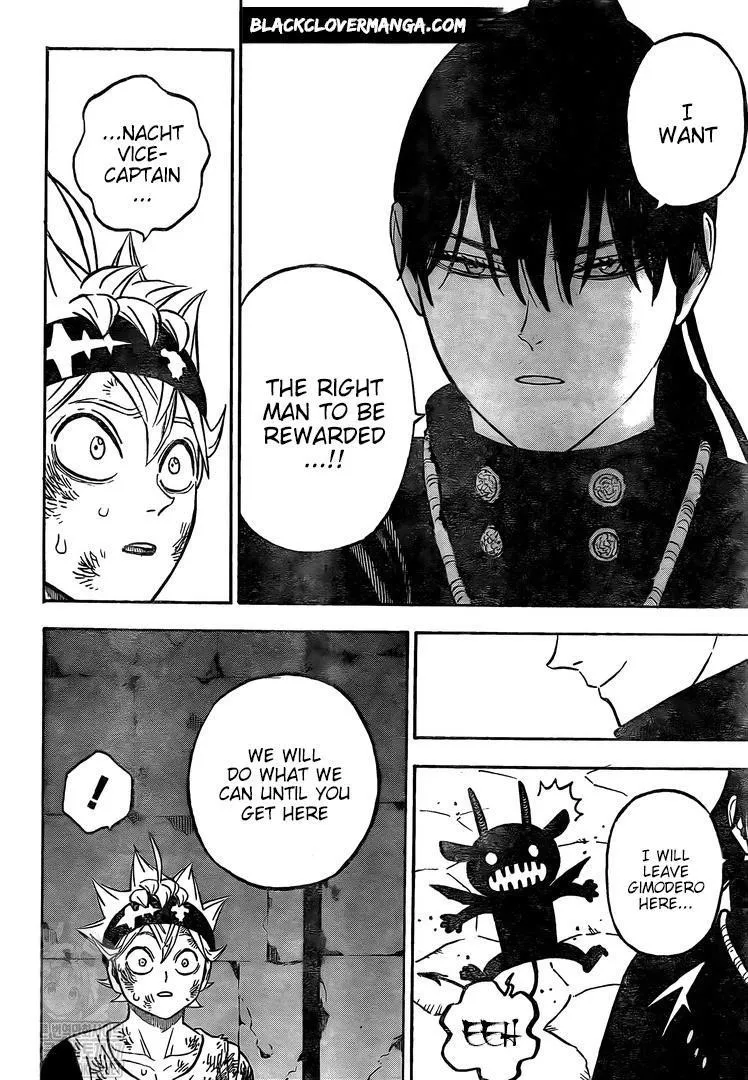 BLACKCLOVERMANGA.COM
I
WANT
THE RIGHT
MAN TO BE
REWARDED
...!!
...NACHT
VICE-
CAPTAIN
...
I WILL
LEAVE
GIMODERO
HERE...
EEH
WE WILL
DO WHAT WE
CAN UNTIL YOU
GET HERE
!